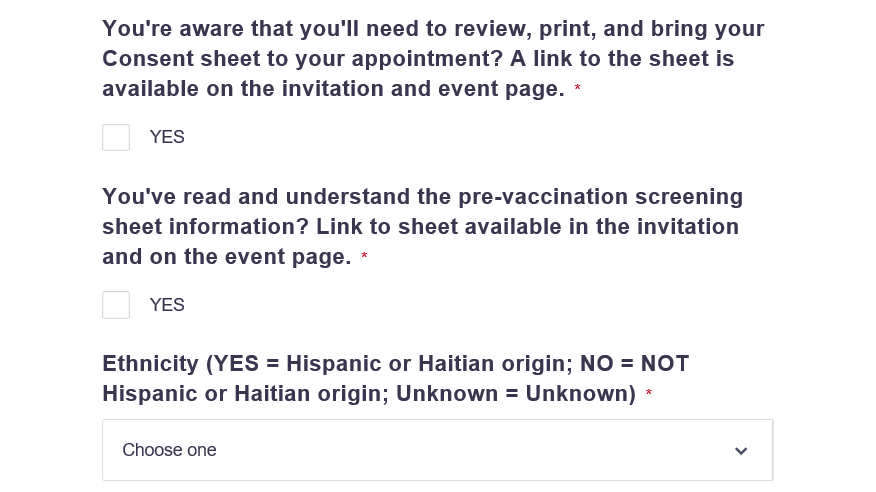 You're aware that you'll need to review, print, and bring your
Consent sheet to your appointment? A link to the sheet is
available on the invitation and event page. *
YES
You've read and understand the pre-vaccination screening
sheet information? Link to sheet available in the invitation
and on the event page. *
YES
Ethnicity (YES = Hispanic or Haitian origin; NO = NOT
Hispanic or Haitian origin; Unknown = Unknown) *
Choose one